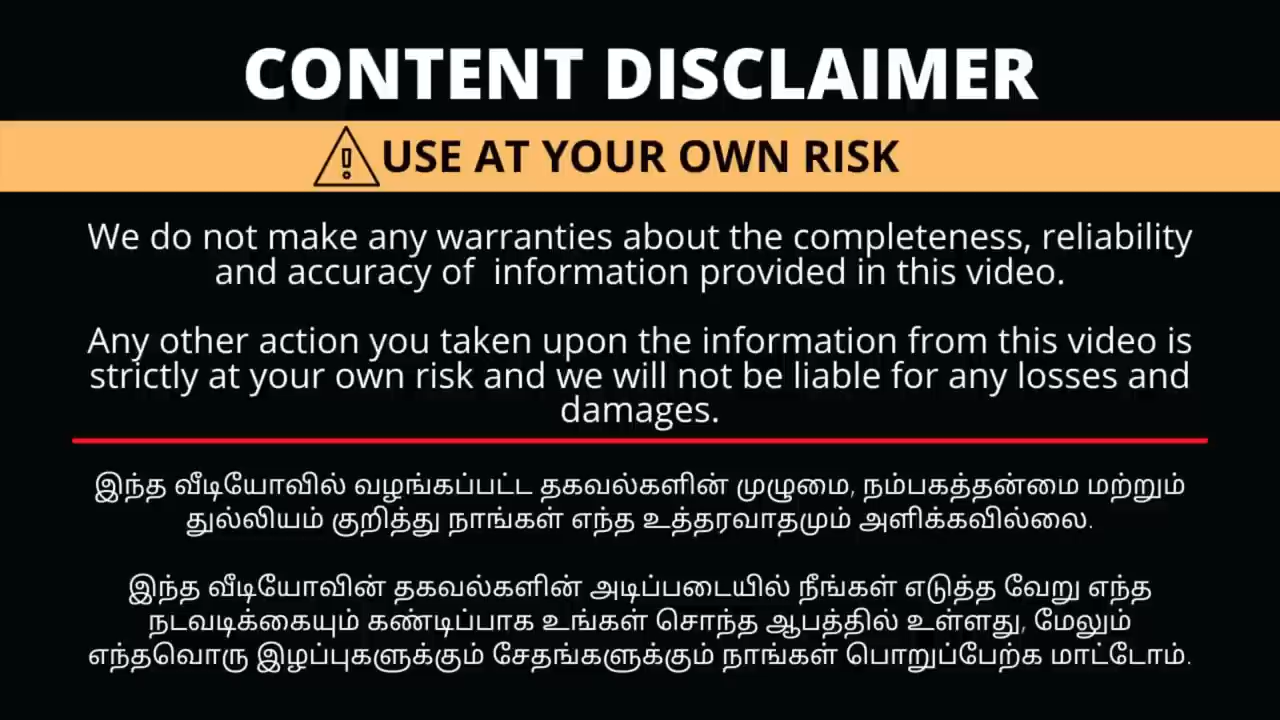 CONTENT DISCLAIMER
USE AT YOUR OWN RISK
We do not make any warranties about the completeness, reliability
and accuracy of information provided in this video.
Any other action you taken upon the information from this video is
strictly at your own risk and we will not be liable for any losses and
damages.
இந்த வீடியோவில் வழங்கப்பட்ட தகவல்களின் முழுமை, நம்பகத்தன்மை மற்றும்
துல்லியம் குறித்து நாங்கள் எந்த உத்தரவாதமும் அளிக்கவில்லை.
இந்த வீடியோவின் தகவல்களின் அடிப்படையில் நீங்கள் எடுத்த வேறு எந்த
நடவடிக்கையும் கண்டிப்பாக உங்கள் சொந்த ஆபத்தில் உள்ளது, மேலும்
எந்தவொரு இழப்புகளுக்கும் சேதங்களுக்கும் நாங்கள் பொறுப்பேற்க மாட்டோம்.